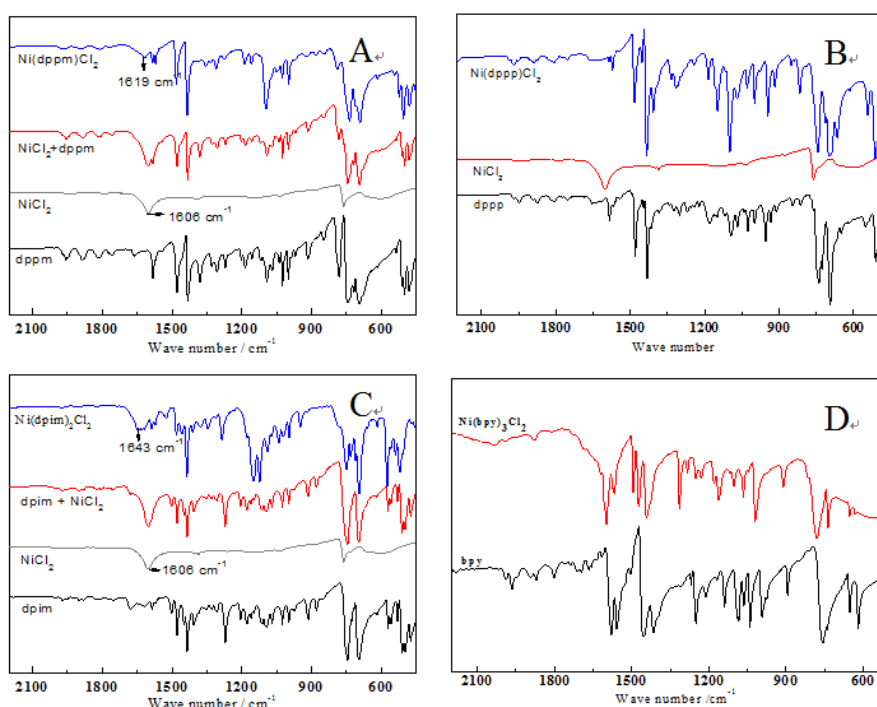 A↵
Ni(dppm)Cl2
1619 cm-1
NiCl2+dppm
NiCl2
1606 cm-1
dppm
2100 1800 1500 1200 900 600
Wave number / cm-1
B↵
Ni(dppp)Cl2
NiCl2
dppp
2100 1800 1500 1200 900 600
Wave number
C↵
Ni(dpim)2Cl2
1643 cm-1
dpim + NiCl2
NiCl2
1606 cm-1
dpim
2100 1800 1500 1200 900 600
Wave number / cm-1
D↵
Ni(bpy)3Cl2
bpy
2100 1800 1500 1200 900 600
Wave number /cm-1